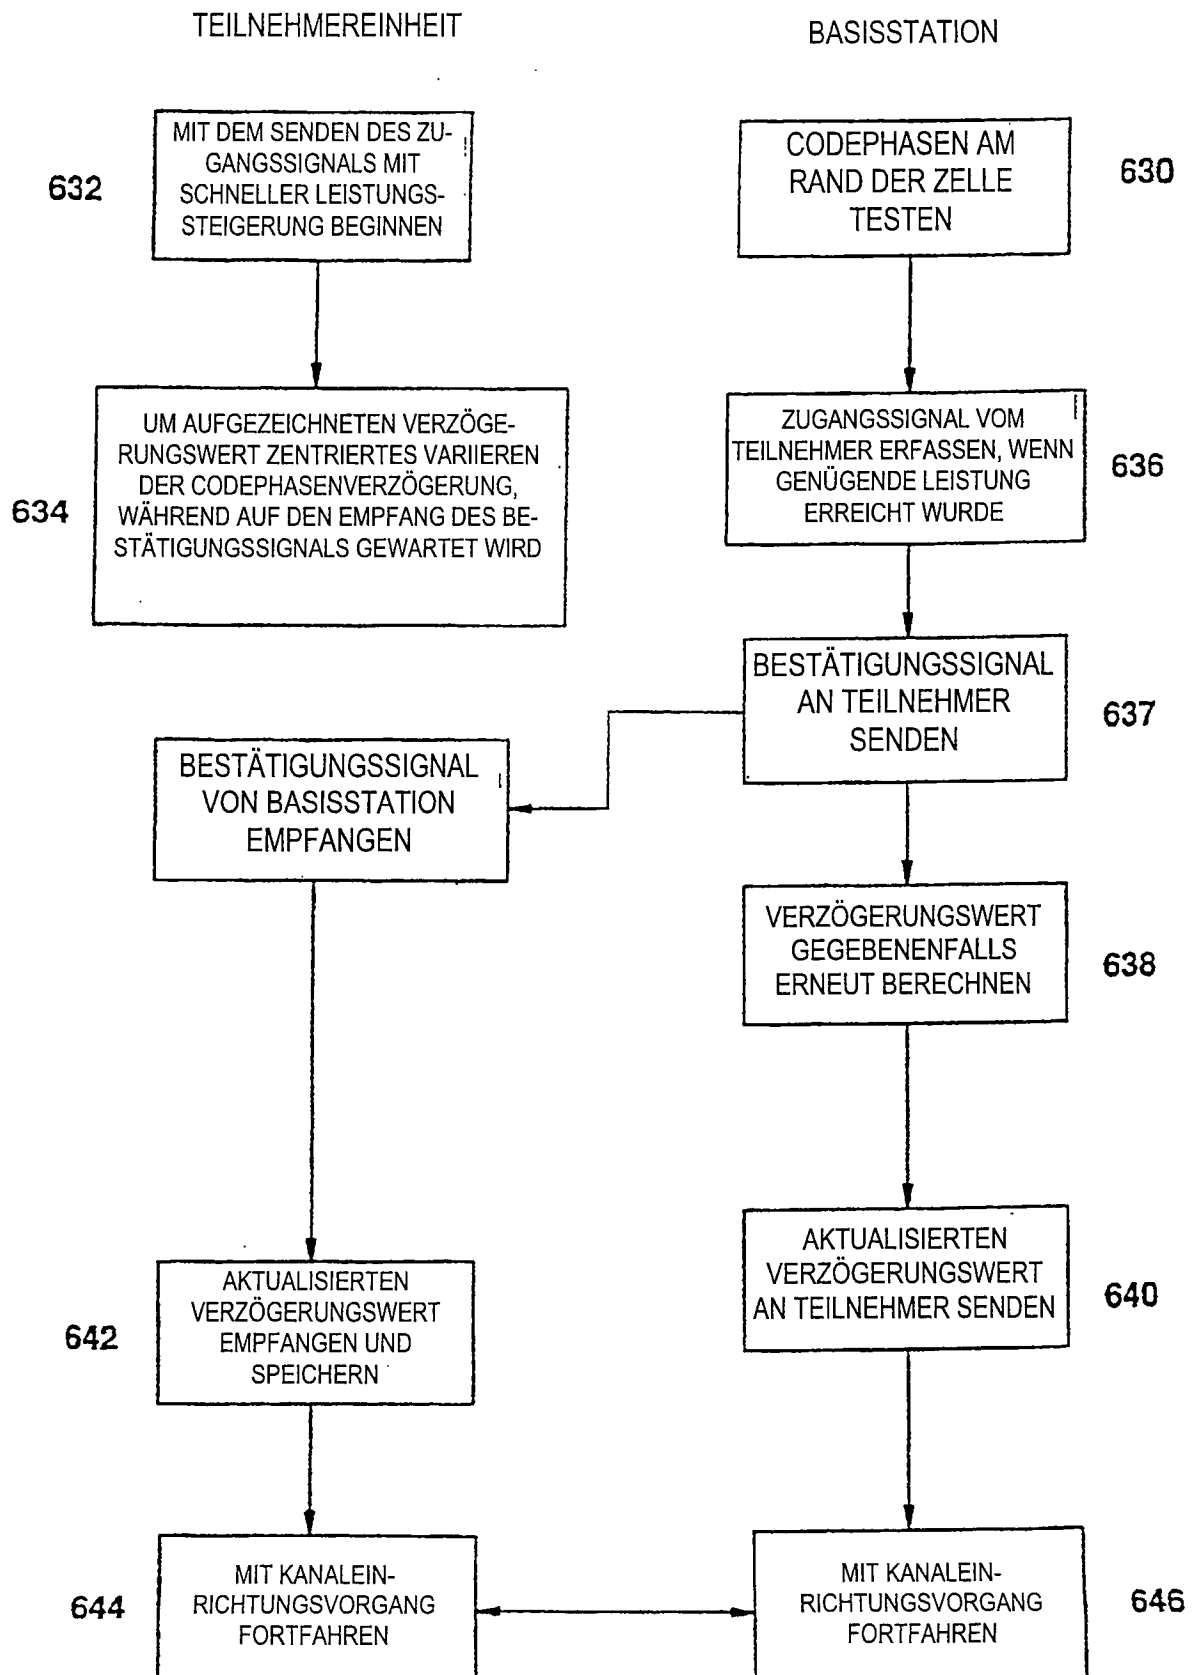 TEILNEHMEREINHEIT
BASISSTATION
MIT DEM SENDEN DES ZU-
GANGSSIGNALS MIT
SCHNELLER LEISTUNGS-
STEIGERUNG BEGINNEN
632
CODEPHASEN AM
RAND DER ZELLE
TESTEN
630
UM AUFGEZEICHNETEN VERZÖGE-
RUNGSWERT ZENTRIERTES VARIIEREN
DER CODEPHASENVERZÖGERUNG,
WÄHREND AUF DEN EMPFANG DES BE-
STÄTIGUNGSSIGNALS GEWARTET WIRD
634
ZUGANGSSIGNAL VOM
TEILNEHMER ERFASSEN, WENN
GENÜGENDE LEISTUNG
ERREICHT WURDE
636
BESTÄTIGUNGSSIGNAL
AN TEILNEHMER
SENDEN
637
BESTÄTIGUNGSSIGNAL
VON BASISSTATION
EMPFANGEN
VERZÖGERUNGSWERT
GEGEBENENFALLS
ERNEUT BERECHNEN
638
AKTUALISIERTEN
VERZÖGERUNGSWERT
AN TEILNEHMER SENDEN
640
AKTUALISIERTEN
VERZÖGERUNGSWERT
EMPFANGEN UND
SPEICHERN
642
MIT KANALEIN-
RICHTUNGSVORGANG
FORTFAHREN
644
MIT KANALEIN-
RICHTUNGSVORGANG
FORTFAHREN
646